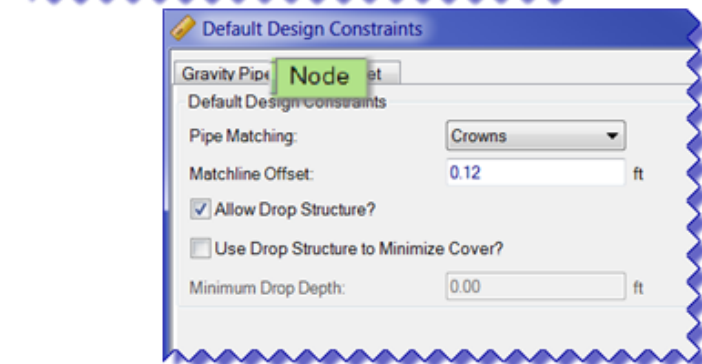 Default Design Constraints
Gravity Pipe Node et
Default Design Constraints
Pipe Matching: Crowns
Matchline Offset: 0.12 ft
Allow Drop Structure?
Use Drop Structure to Minimize Cover?
Minimum Drop Depth: 0.00 ft